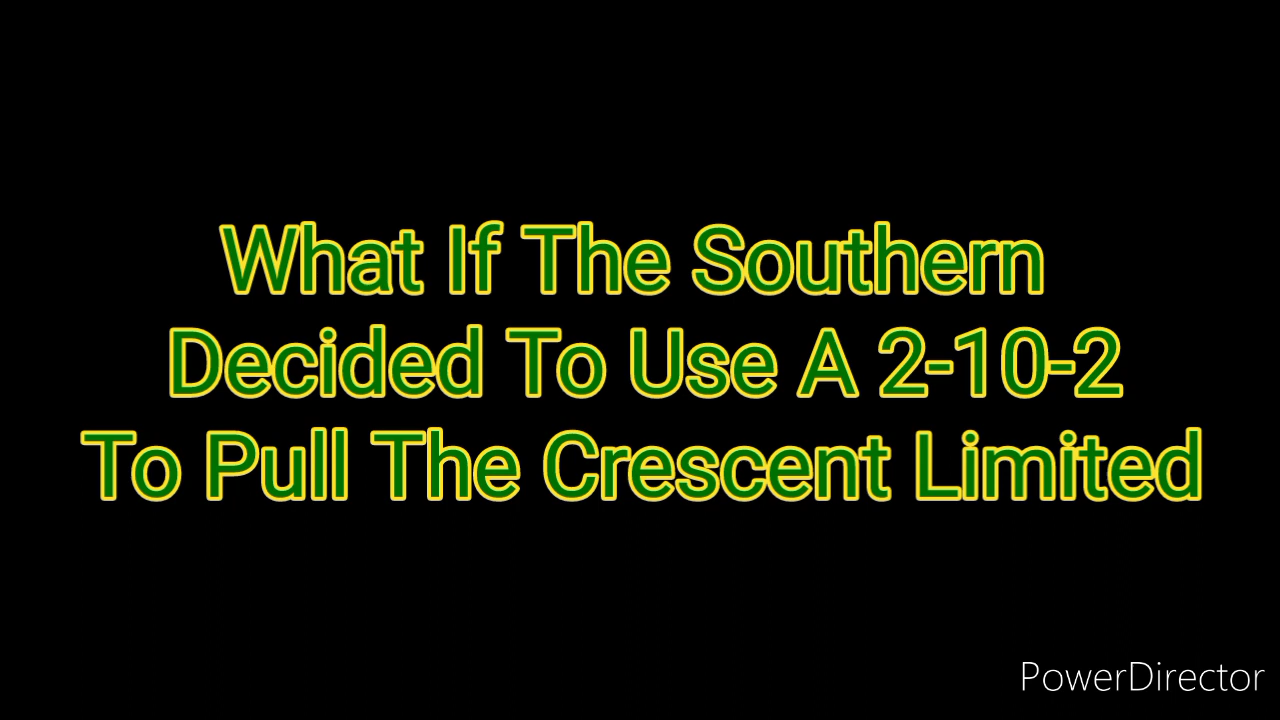 What If The Southern
Decided To Use A 2-10-2
To Pull The Crescent Limited
PowerDirector